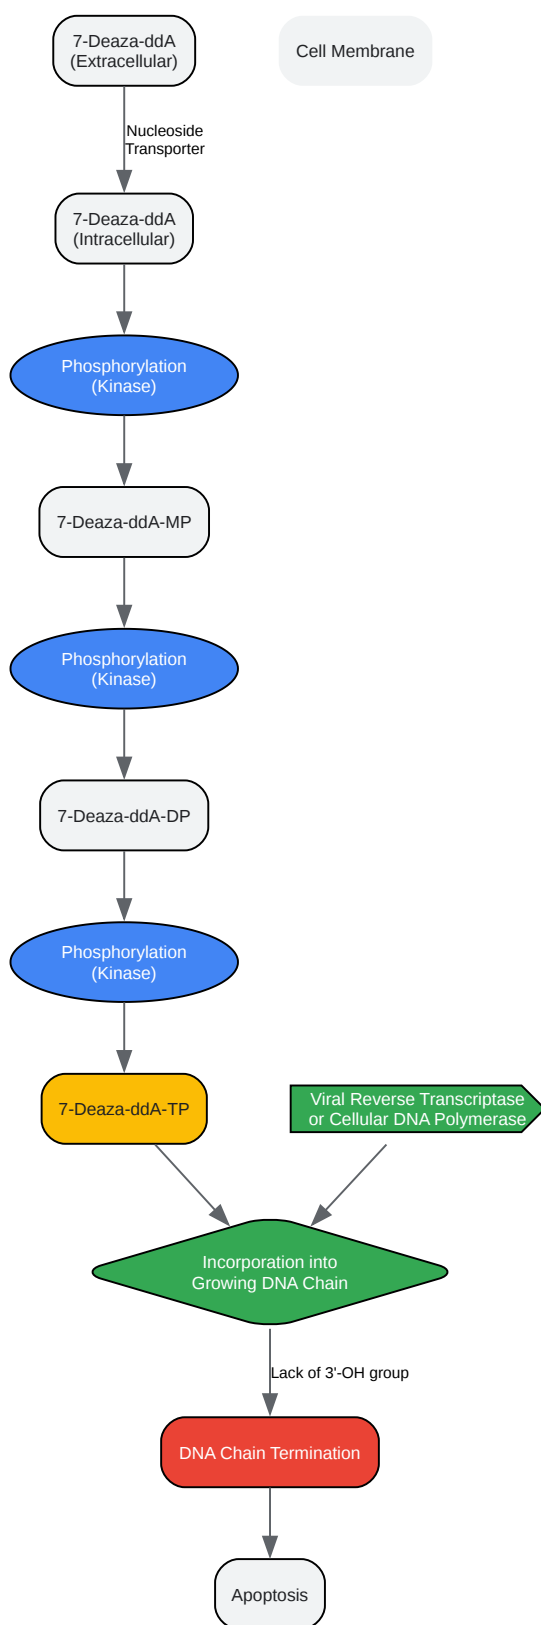 7-Deaza-ddA
(Extracellular)
Cell Membrane
Nucleoside
Transporter
7-Deaza-ddA
(Intracellular)
Phosphorylation
(Kinase)
7-Deaza-ddA-MP
Phosphorylation
(Kinase)
7-Deaza-ddA-DP
Phosphorylation
(Kinase)
7-Deaza-ddA-TP
Viral Reverse Transcriptase
or Cellular DNA Polymerase
Incorporation into
Growing DNA Chain
Lack of 3'-OH group
DNA Chain Termination
Apoptosis